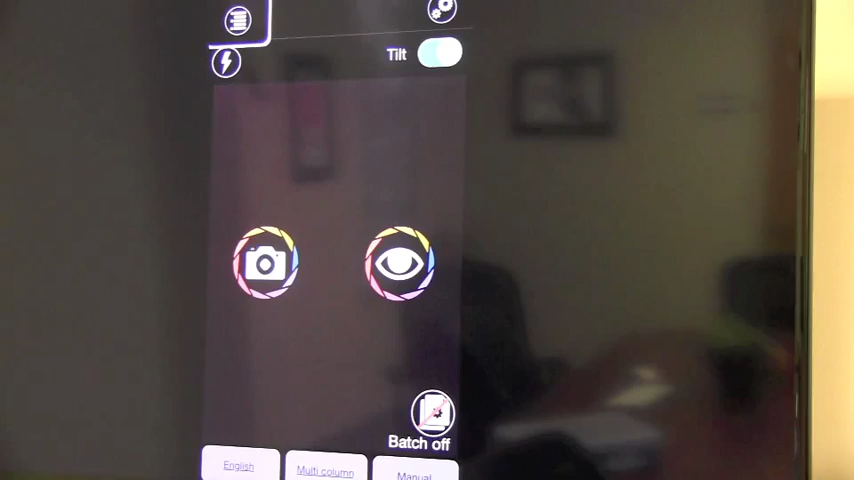 Tilt
Batch off
English
Multi column
Manual